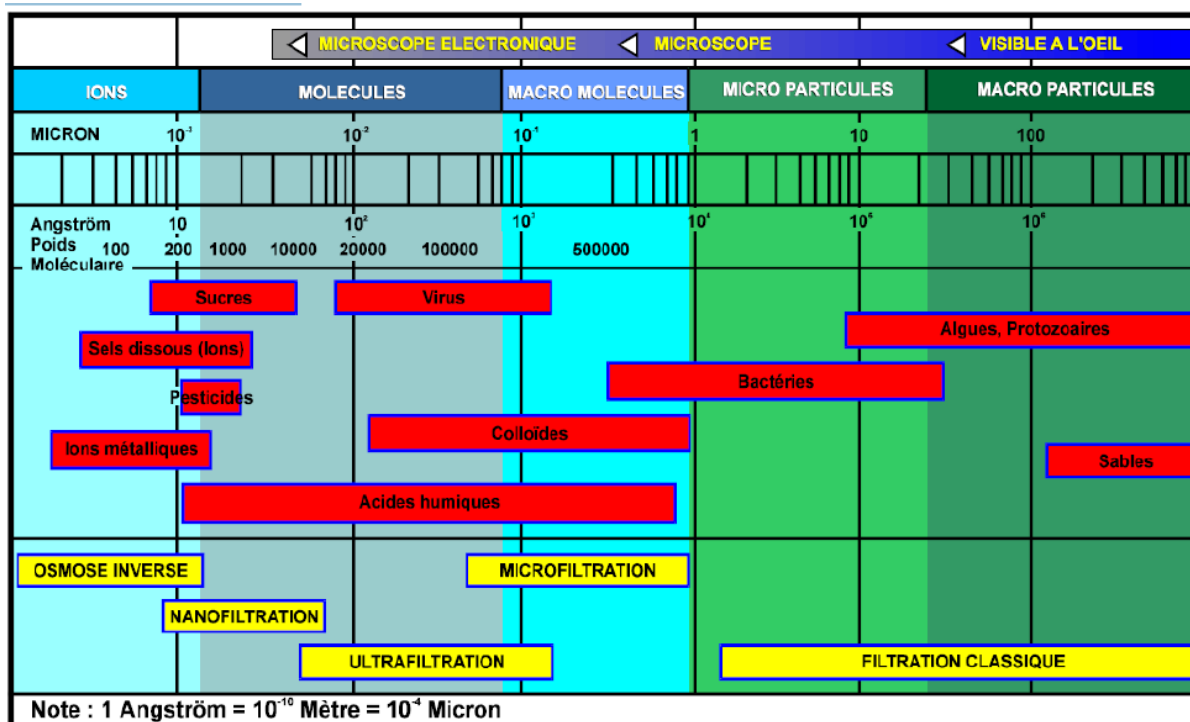 MICROSCOPE ELECTRONIQUE MICROSCOPE VISIBLE A L'OEIL
IONS MOLECULES MACRO MOLECULES MICRO PARTICULES MACRO PARTICULES
MICRON 10⁻³ 10⁻² 10⁻¹ 1 10 100
Angström 10 10² 10³ 10⁴ 10⁶ 10⁶
Poids
Moléculaire 100 200 1000 10000 20000 100000 500000
Sucres Virus
Algues, Protozoaires
Sels dissous (Ions)
Bactéries
Pesticides
Colloïdes
Ions métalliques
Sables
Acides humiques
OSMOSE INVERSE MICROFILTRATION
NANOFILTRATION
ULTRAFILTRATION FILTRATION CLASSIQUE
Note : 1 Angström = 10⁻¹⁰ Mètre = 10⁻⁴ Micron